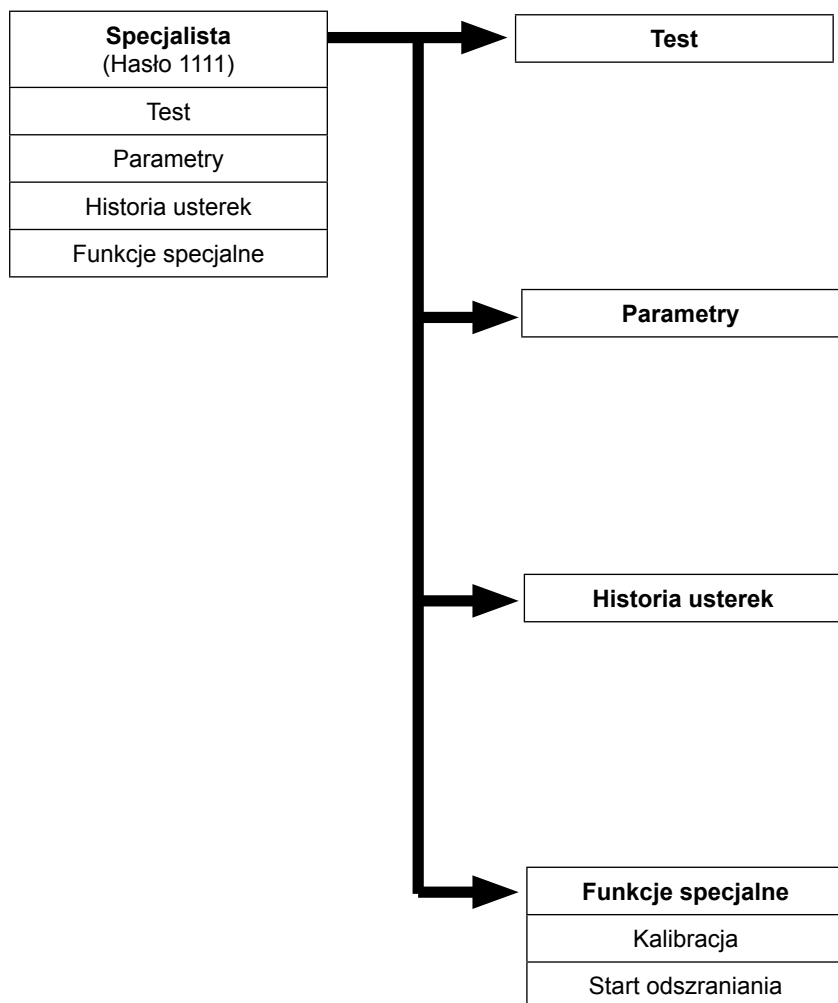 Specjalista
(Hasło 1111)
Test
Parametry
Historia usterek
Funkcje specjalne
Test
Parametry
Historia usterek
Funkcje specjalne
Kalibracja
Start odszraniania